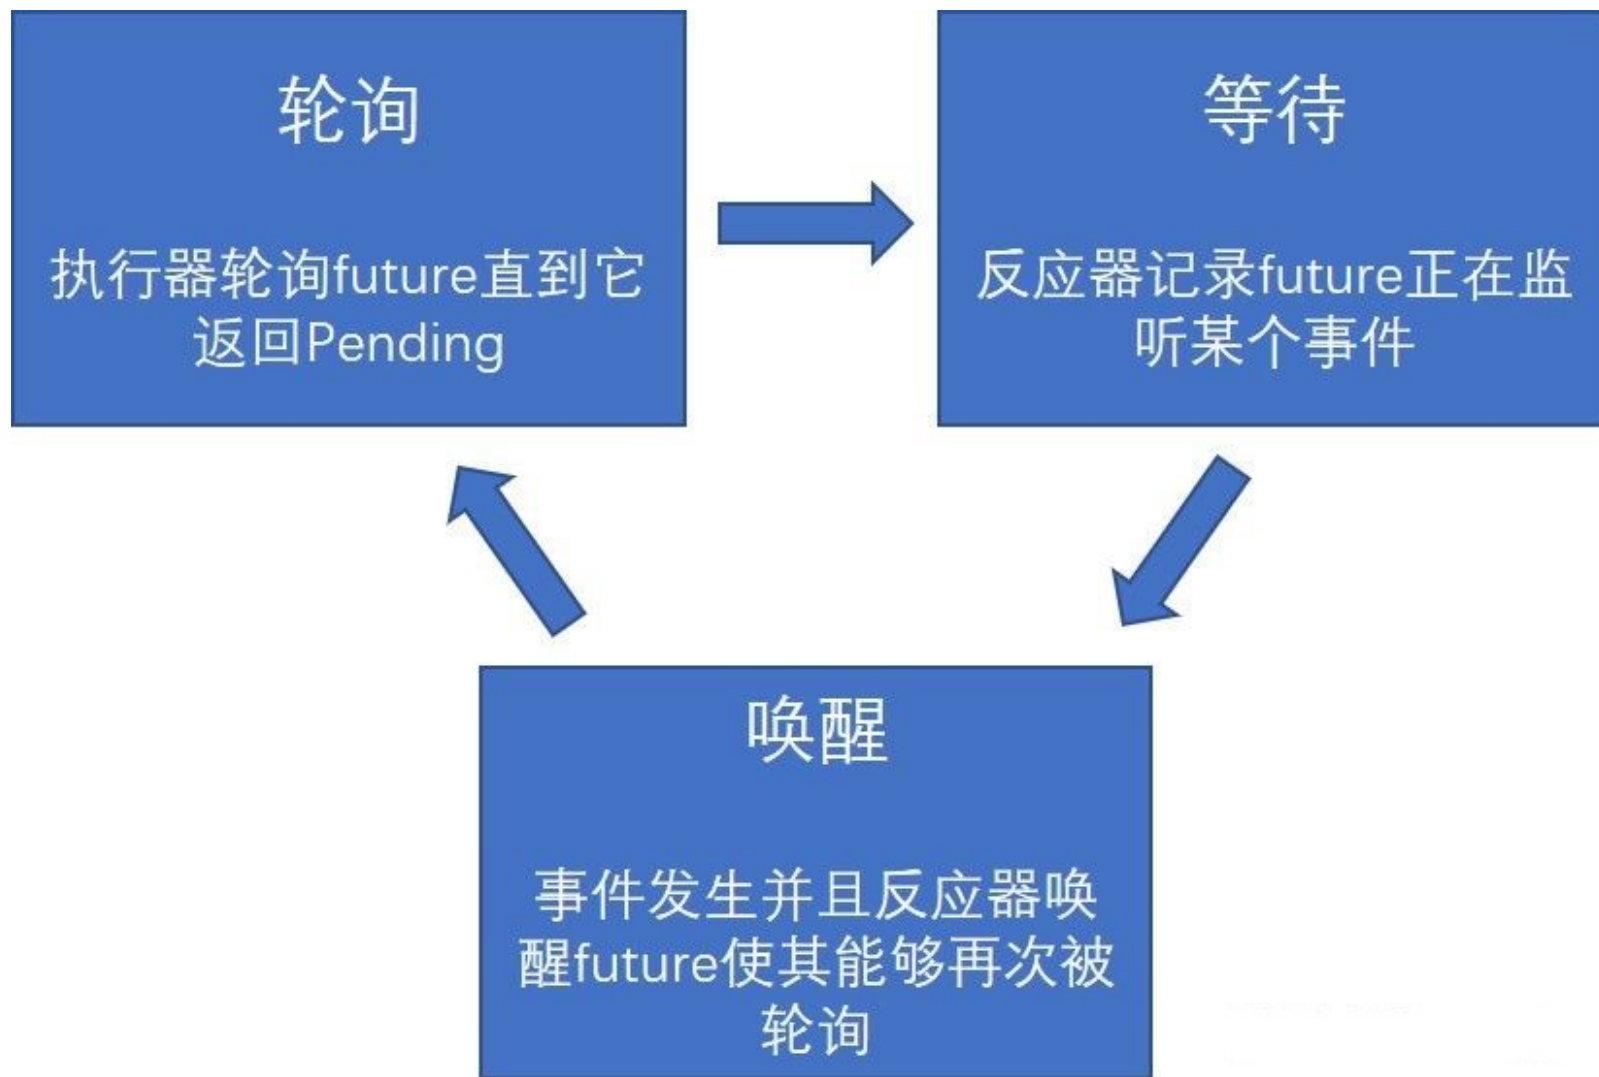 轮询
执行器轮询future直到它
返回Pending
等待
反应器记录future正在监
听某个事件
唤醒
事件发生并且反应器唤
醒future使其能够再次被
轮询